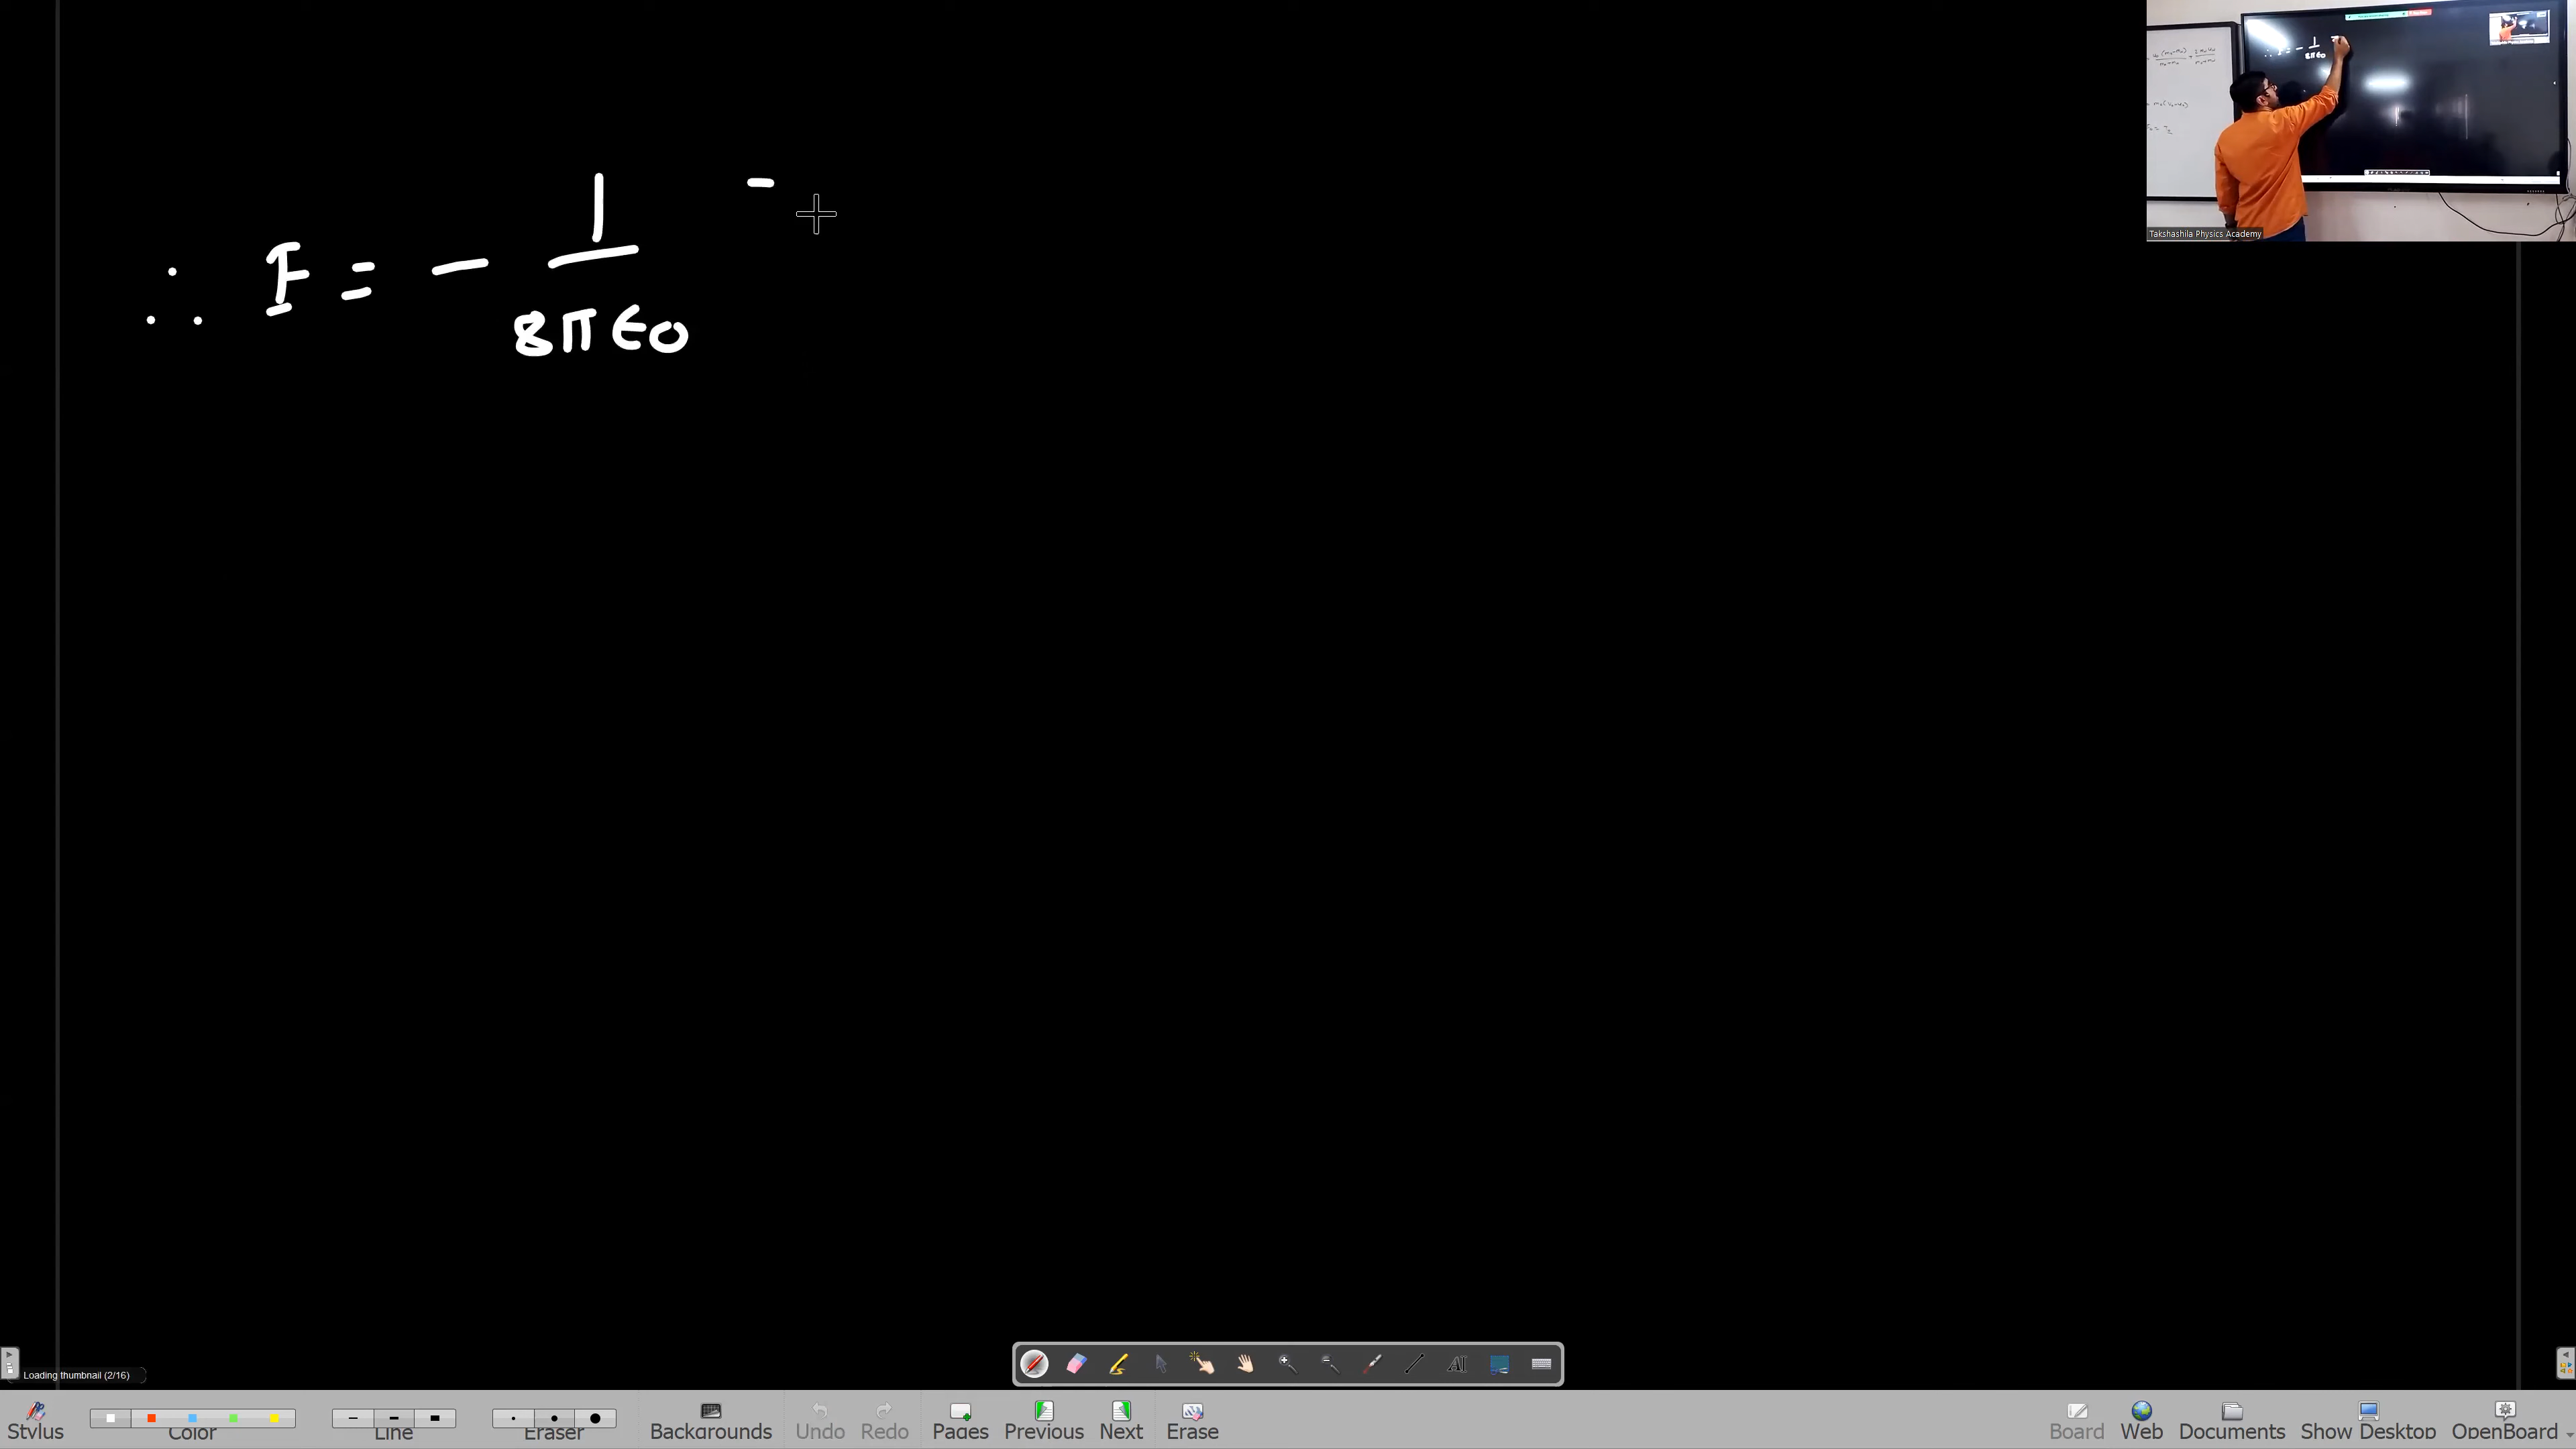 ∴ F = - 1/8πϵ0 -
Takshashila Physics Academy
Loading thumbnail (2/16)
Stylus Color Line Eraser Backgrounds Undo Redo Pages Previous Next Erase Board Web Documents Show Desktop OpenBoard